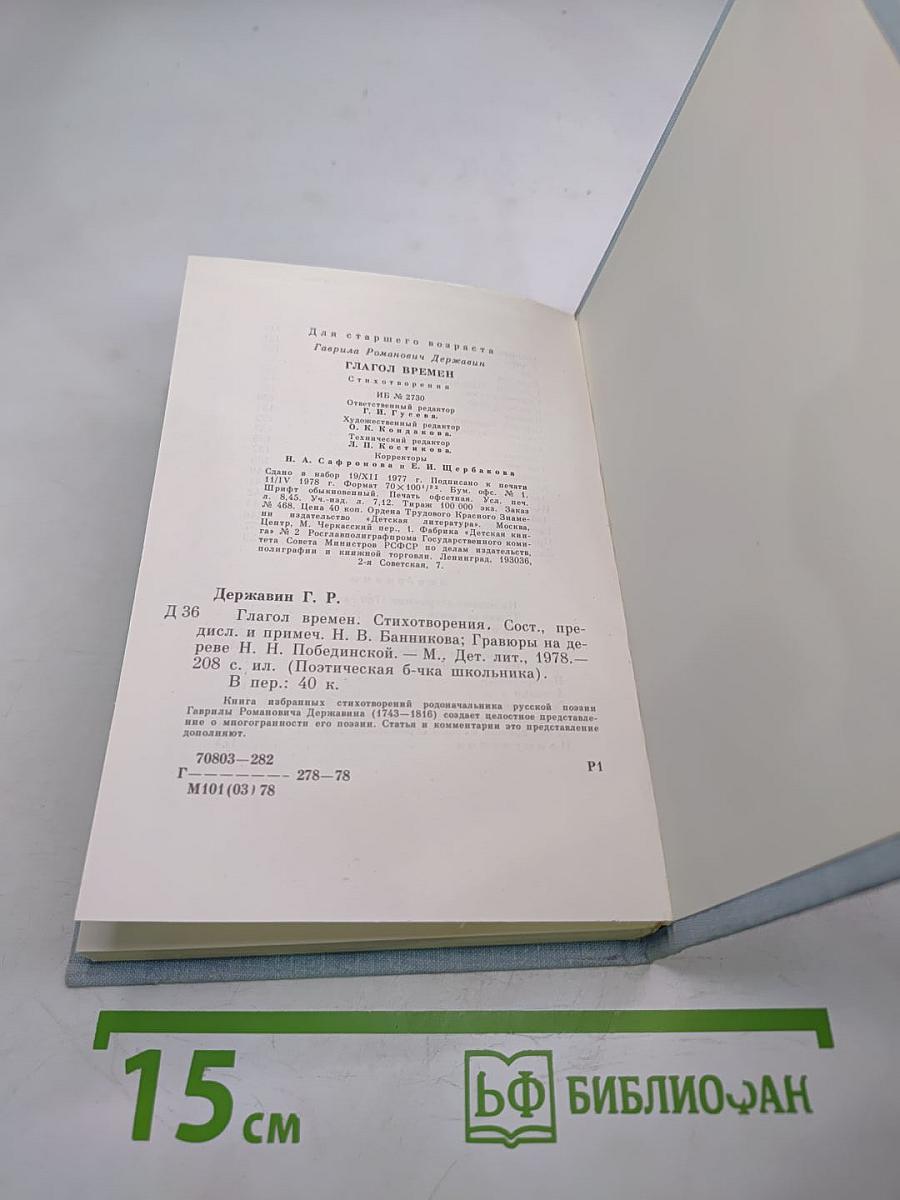 Для старшего возраста
Гаврила Романович Державин
ГЛАГОЛ ВРЕМЕН
Стихотворения
ИБ № 2730
Ответственный редактор
Г. И. Гусева.
Художественный редактор
О. К. Кондакова.
Технический редактор
Л. П. Костикова.
Корректоры
Н. А. Сафронова и Е. И. Щербакова
Сдано в набор 19/XII 1977 г. Подписано к печати
11/IV 1978 г. Формат 70×100¹/₃₂. Бум. офс. № 1.
Шрифт обыкновенный. Печать офсетная. Усл. печ.
л. 8,45. Уч.-изд. л. 7,12. Тираж 100 000 экз. Заказ
№ 468. Цена 40 коп. Ордена Трудового Красного Знаме-
ни издательство «Детская литература». Москва,
Центр, М. Черкасский пер., 1. Фабрика «Детская кни-
га» № 2 Росглавполиграфпрома Государственного коми-
тета Совета Министров РСФСР по делам издательств,
полиграфии и книжной торговли. Ленинград, 193036,
2-я Советская, 7.
Державин Г. Р.
Д 36 Глагол времен. Стихотворения. Сост., пре-
дисл. и примеч. Н. В. Банникова; Гравюры на де-
реве Н. Н. Побединской. — М., Дет. лит., 1978.—
208 с. ил. (Поэтическая б-чка школьника).
В пер.: 40 к.
Книга избранных стихотворений родоначальника русской поэзии
Гаврилы Романовича Державина (1743—1816) создает целостное представле-
ние о многогранности его поэзии. Статья и комментарии это представление
дополняют.
70803—282
Г——————— 278—78
М101(03)78
Р1
15 см
БФ БИБЛИОФАН